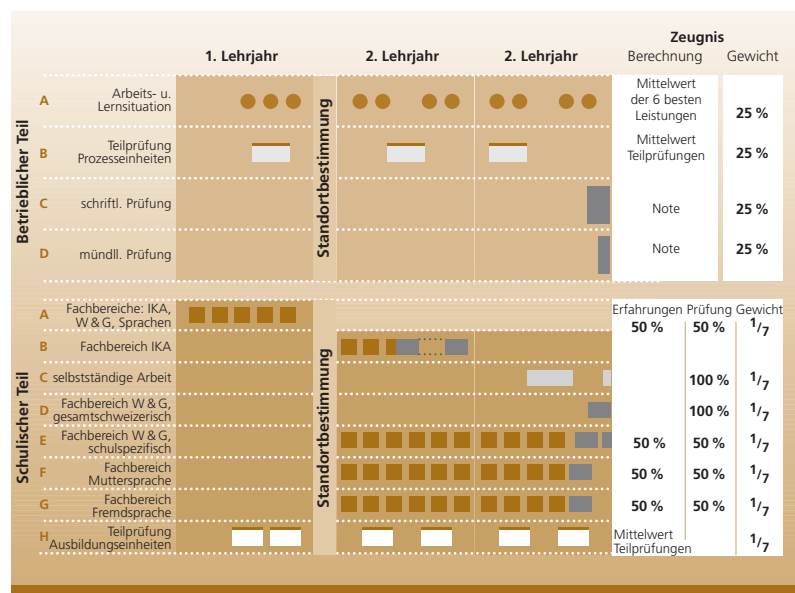 Zeugnis
1. Lehrjahr 2. Lehrjahr 2. Lehrjahr Berechnung Gewicht
Betrieblicher Teil
Standortbestimmung
A Arbeits- u.
Lernsituation
Mittelwert
der 6 besten
Leistungen
25 %
B Teilprüfung
Prozesseinheiten
Mittelwert
Teilprüfungen
25 %
C schriftl. Prüfung Note 25 %
D mündll. Prüfung Note 25 %
Schulischer Teil
Standortbestimmung
Erfahrungen Prüfung Gewicht
A Fachbereiche: IKA,
W & G, Sprachen
50 % 50 % 1/7
B Fachbereich IKA
C selbstständige Arbeit 100 % 1/7
D Fachbereich W & G,
gesamtschweizerisch
100 % 1/7
E Fachbereich W & G,
schulspezifisch
50 % 50 % 1/7
F Fachbereich
Muttersprache
50 % 50 % 1/7
G Fachbereich
Fremdsprache
50 % 50 % 1/7
H Teilprüfung
Ausbildungseinheiten
Mittelwert
Teilprüfungen
1/7